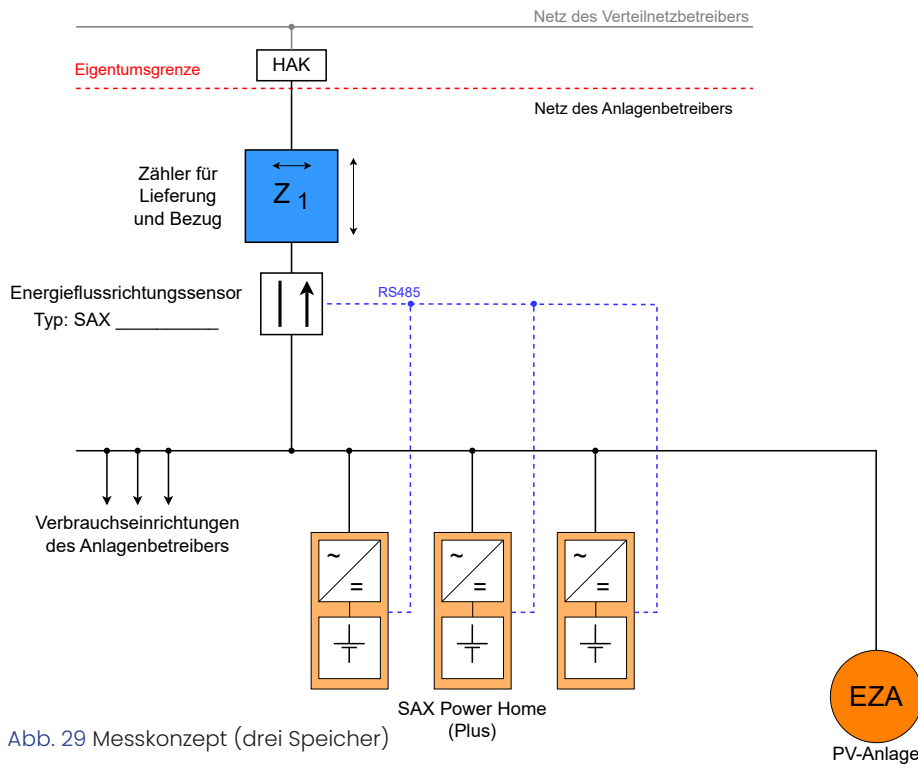 Netz des Verteilnetzbetreibers
HAK
Eigentumsgrenze
Netz des Anlagenbetreibers
Zähler für
Lieferung
und Bezug
Z 1
Energieflussrichtungssensor
Typ: SAX __________
RS485
Verbrauchseinrichtungen
des Anlagenbetreibers
~
=
~
=
~
=
SAX Power Home
(Plus)
EZA
PV-Anlage
Abb. 29 Messkonzept (drei Speicher)